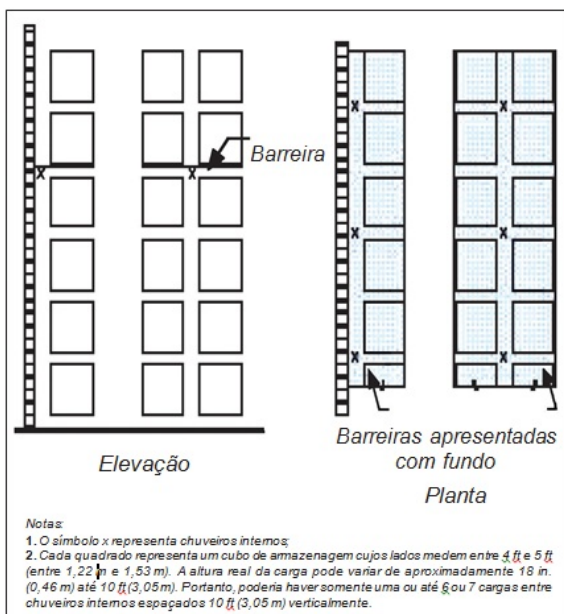 Barreira
Elevação
Barreiras apresentadas
com fundo
Planta
Notas:
1. O símbolo x representa chuveiros internos;
2. Cada quadrado representa um cubo de armazenagem cujos lados medem entre 4 ft e 5 ft
(entre 1,22 m e 1,53 m). A altura real da carga pode variar de aproximadamente 18 in.
(0,46 m) até 10 ft (3,05m). Portanto, poderia haver somente uma ou até 6 ou 7 cargas entre
chuveiros internos espaçados 10 ft (3,05 m) verticalmente.